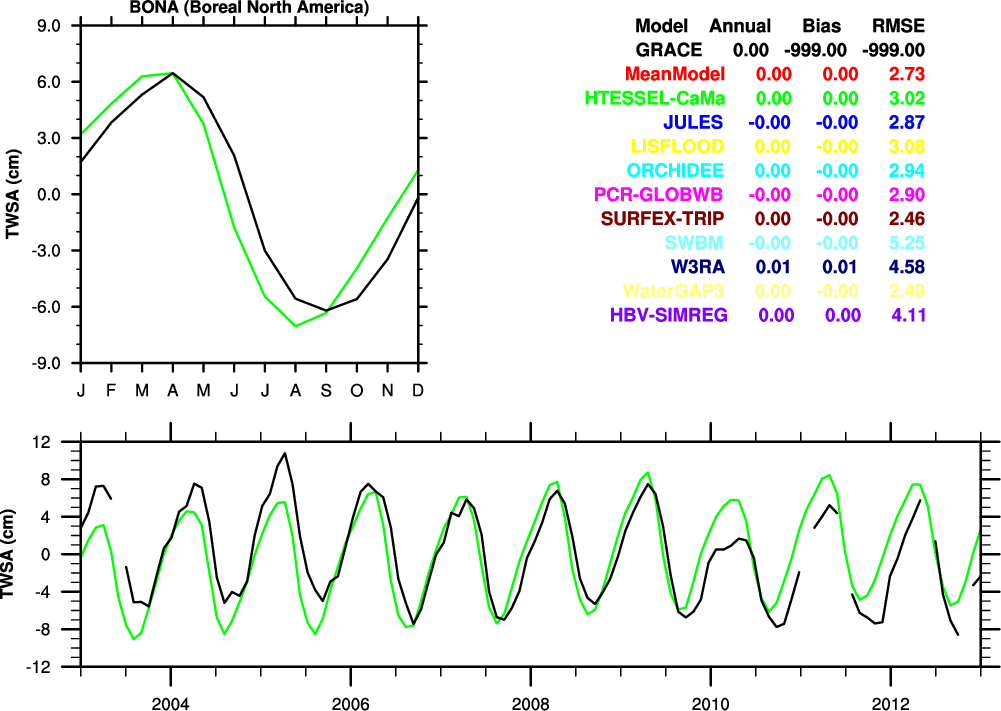 BONA (Boreal North America)
9.0
6.0
3.0
0.0
-3.0
-6.0
-9.0
TWSA (cm)
J F M A M J J A S O N D
Model Annual Bias RMSE
GRACE 0.00 -999.00 -999.00
MeanModel 0.00 0.00 2.73
HTESSEL-CaMa 0.00 0.00 3.02
JULES -0.00 -0.00 2.87
LISFLOOD 0.00 -0.00 3.08
ORCHIDEE 0.00 -0.00 2.94
PCR-GLOBWB -0.00 -0.00 2.90
SURFEX-TRIP 0.00 -0.00 2.46
SWBM -0.00 -0.00 5.25
W3RA 0.01 0.01 4.58
WaterGAP3 0.00 -0.00 2.49
HBV-SIMREG 0.00 0.00 4.11
12
8
4
0
-4
-8
-12
TWSA (cm)
2004 2006 2008 2010 2012